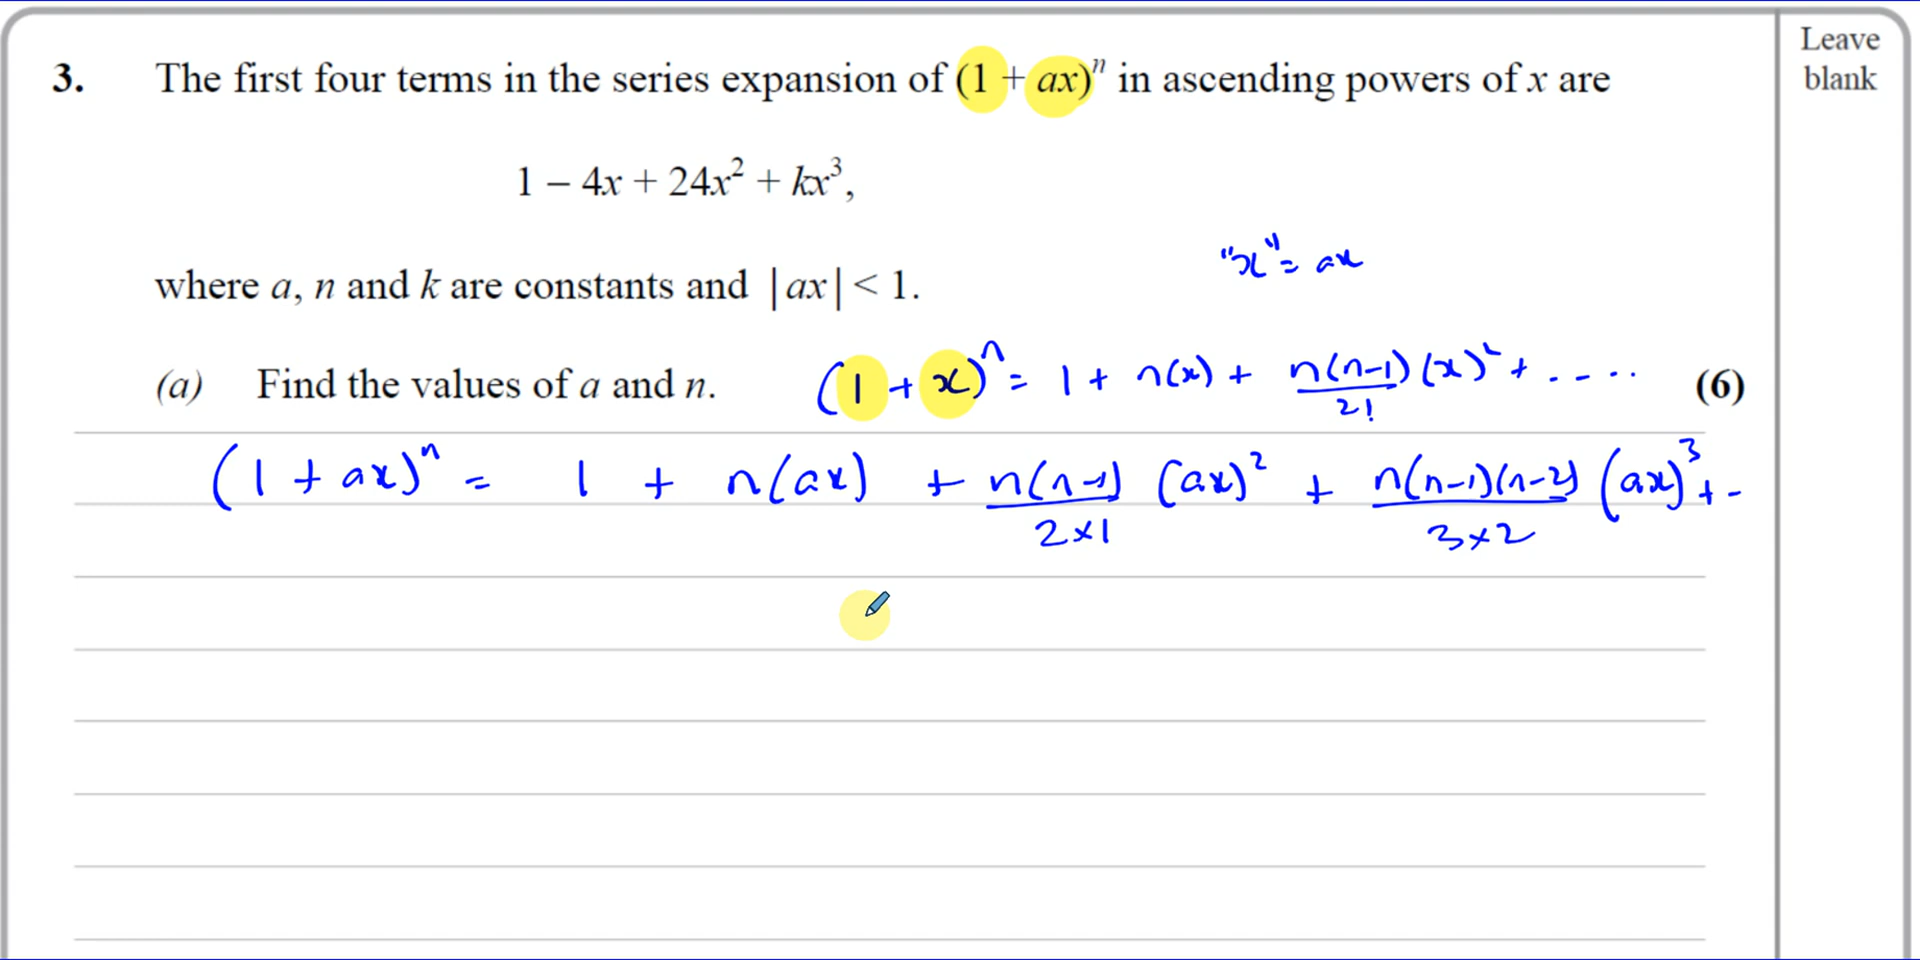 Leave
blank
3. The first four terms in the series expansion of (1 + ax)ⁿ in ascending powers of x are
1 – 4x + 24x² + kx³,
"x" = ax
where a, n and k are constants and |ax| < 1.
(a) Find the values of a and n. (1 + x)ⁿ = 1 + n(x) + n(n-1)/2! (x)² + .... (6)
(1 + ax)ⁿ = 1 + n(ax) + n(n-1)/2×1 (ax)² + n(n-1)(n-2)/3×2 (ax)³ + -